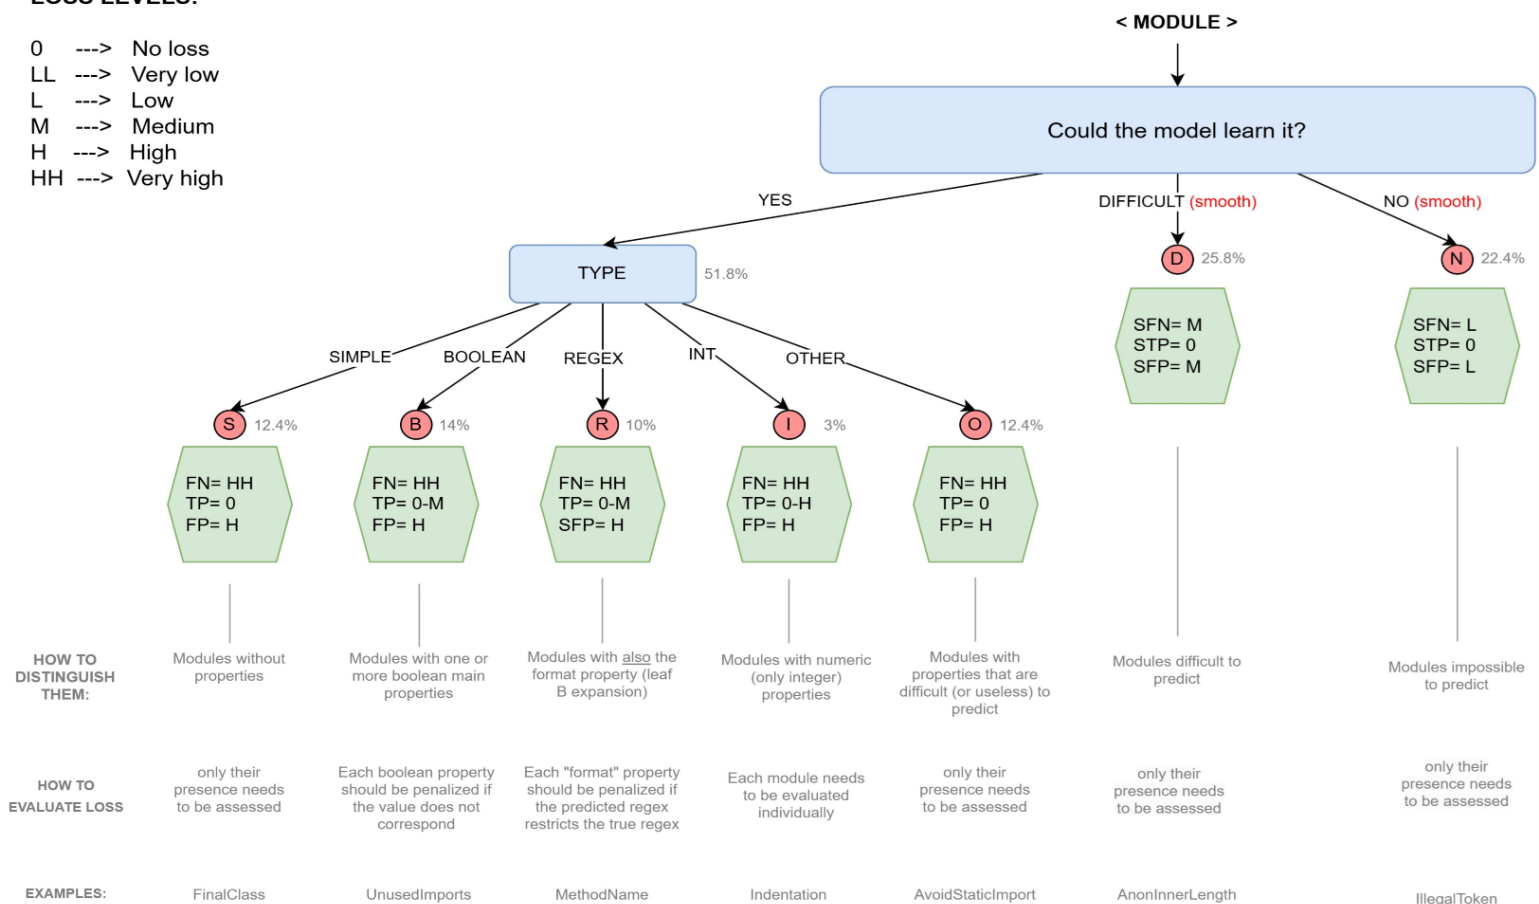 LOSS LEVELS:
0 ---> No loss
LL ---> Very low
L ---> Low
M ---> Medium
H ---> High
HH ---> Very high
< MODULE >
Could the model learn it?
YES
DIFFICULT (smooth)
NO (smooth)
TYPE
51.8%
D
25.8%
N
22.4%
SFN= M
STP= 0
SFP= M
SFN= L
STP= 0
SFP= L
SIMPLE
BOOLEAN
REGEX
INT
OTHER
S
12.4%
B
14%
R
10%
I
3%
O
12.4%
FN= HH
TP= 0
FP= H
FN= HH
TP= 0-M
FP= H
FN= HH
TP= 0-M
SFP= H
FN= HH
TP= 0-H
FP= H
FN= HH
TP= 0
FP= H
HOW TO
DISTINGUISH
THEM:
Modules without
properties
Modules with one or
more boolean main
properties
Modules with also the
format property (leaf
B expansion)
Modules with numeric
(only integer)
properties
Modules with
properties that are
difficult (or useless) to
predict
Modules difficult to
predict
Modules impossible
to predict
HOW TO
EVALUATE LOSS
only their
presence needs
to be assessed
Each boolean property
should be penalized if
the value does not
correspond
Each "format" property
should be penalized if
the predicted regex
restricts the true regex
Each module needs
to be evaluated
individually
only their
presence needs
to be assessed
only their
presence needs
to be assessed
only their
presence needs
to be assessed
EXAMPLES:
FinalClass
UnusedImports
MethodName
Indentation
AvoidStaticImport
AnonInnerLength
IllegalToken